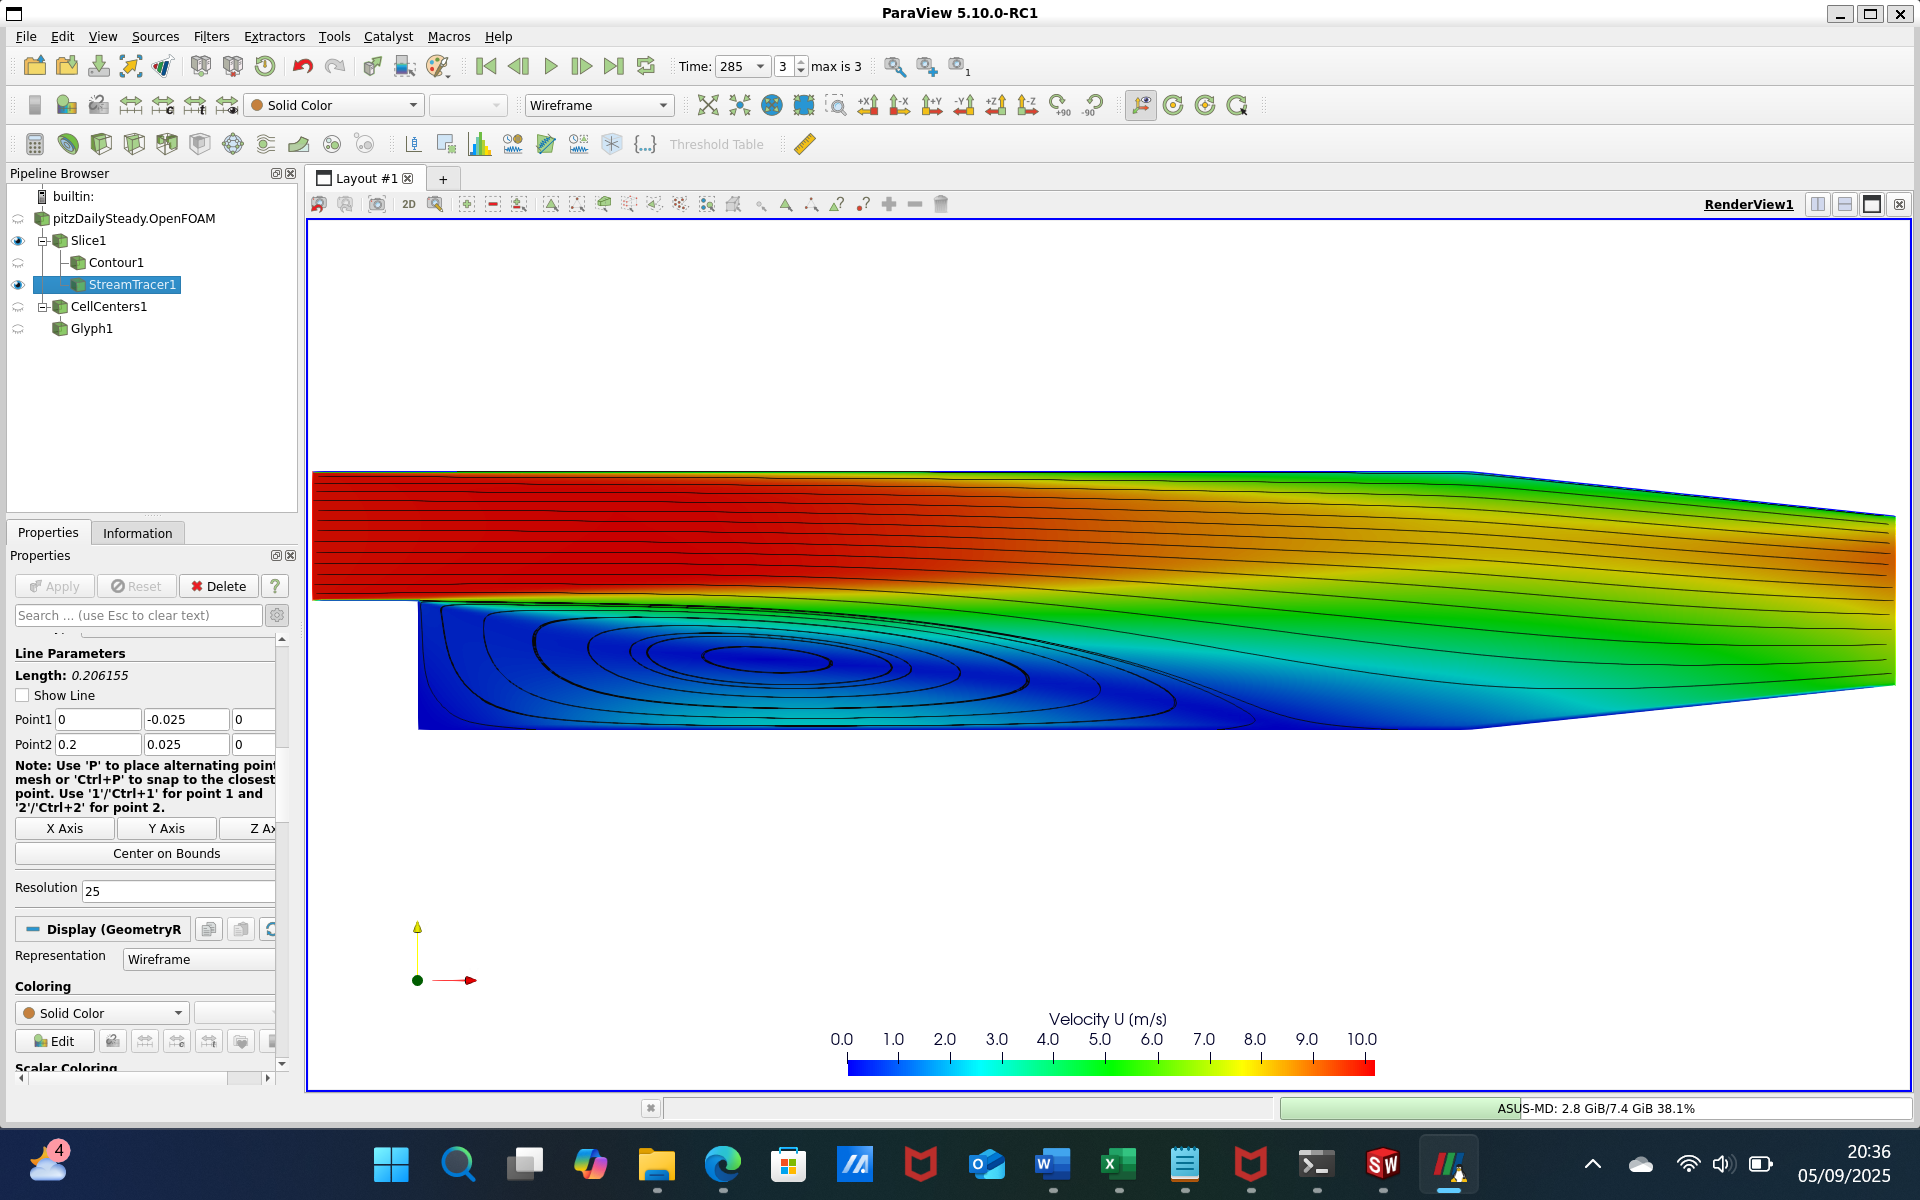 ParaView 5.10.0-RC1
File Edit View Sources Filters Extractors Tools Catalyst Macros Help
Time: 285 3 max is 3
1
Solid Color Wireframe +X -X +Y -Y +Z -Z +90 -90
Threshold Table
Pipeline Browser
Layout #1 +
builtin:
2D RenderView1
pitzDailySteady.OpenFOAM
Slice1
Contour1
StreamTracer1
CellCenters1
Glyph1
Properties Information
Properties
Apply Reset Delete ?
Search ... (use Esc to clear text)
Line Parameters
Length: 0.206155
Show Line
Point1 0 -0.025 0
Point2 0.2 0.025 0
Note: Use 'P' to place alternating poin
mesh or 'Ctrl+P' to snap to the closest
point. Use '1'/'Ctrl+1' for point 1 and
'2'/'Ctrl+2' for point 2.
X Axis Y Axis Z Ax
Center on Bounds
Resolution 25
Display (GeometryR
Representation Wireframe
Coloring
Solid Color
Edit
Scalar Coloring
Velocity U (m/s)
0.0 1.0 2.0 3.0 4.0 5.0 6.0 7.0 8.0 9.0 10.0
ASUS-MD: 2.8 GiB/7.4 GiB 38.1%
4
O W X SW
20:36
05/09/2025